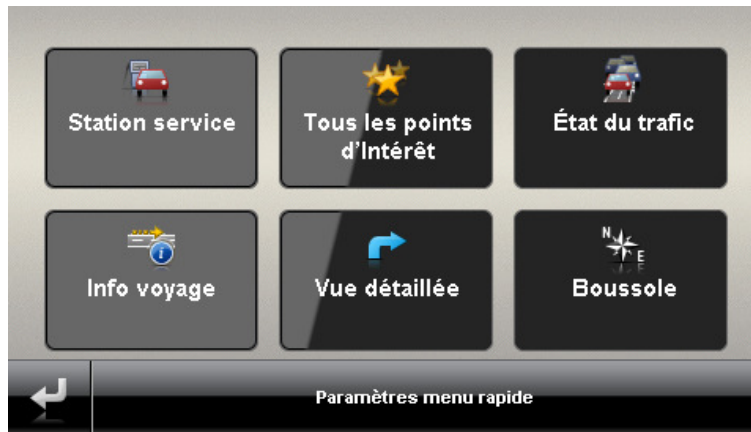 Station service
Tous les points
d'Intérêt
État du trafic
Info voyage
Vue détaillée
N
E
Boussole
Paramètres menu rapide